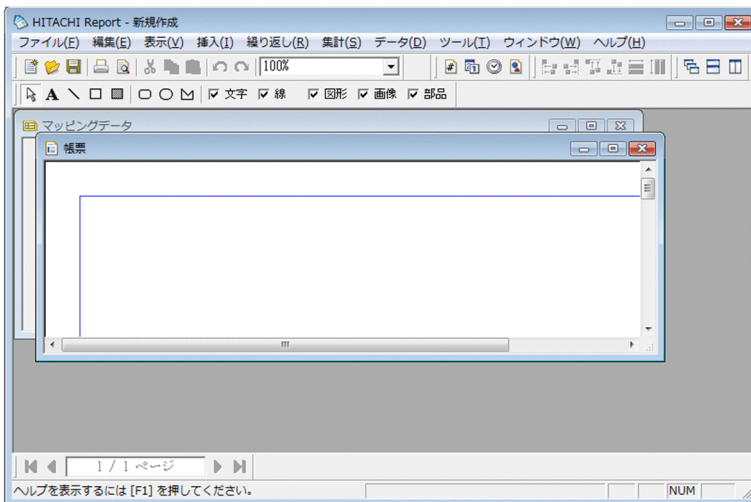 HITACHI Report - 新規作成
ファイル(F) 編集(E) 表示(V) 挿入(I) 繰り返し(R) 集計(S) データ(D) ツール(T) ウィンドウ(W) ヘルプ(H)
100%
A 文字 線 図形 画像 部品
マッピングデータ
帳票
1 / 1 ページ
ヘルプを表示するには [F1] を押してください。 NUM